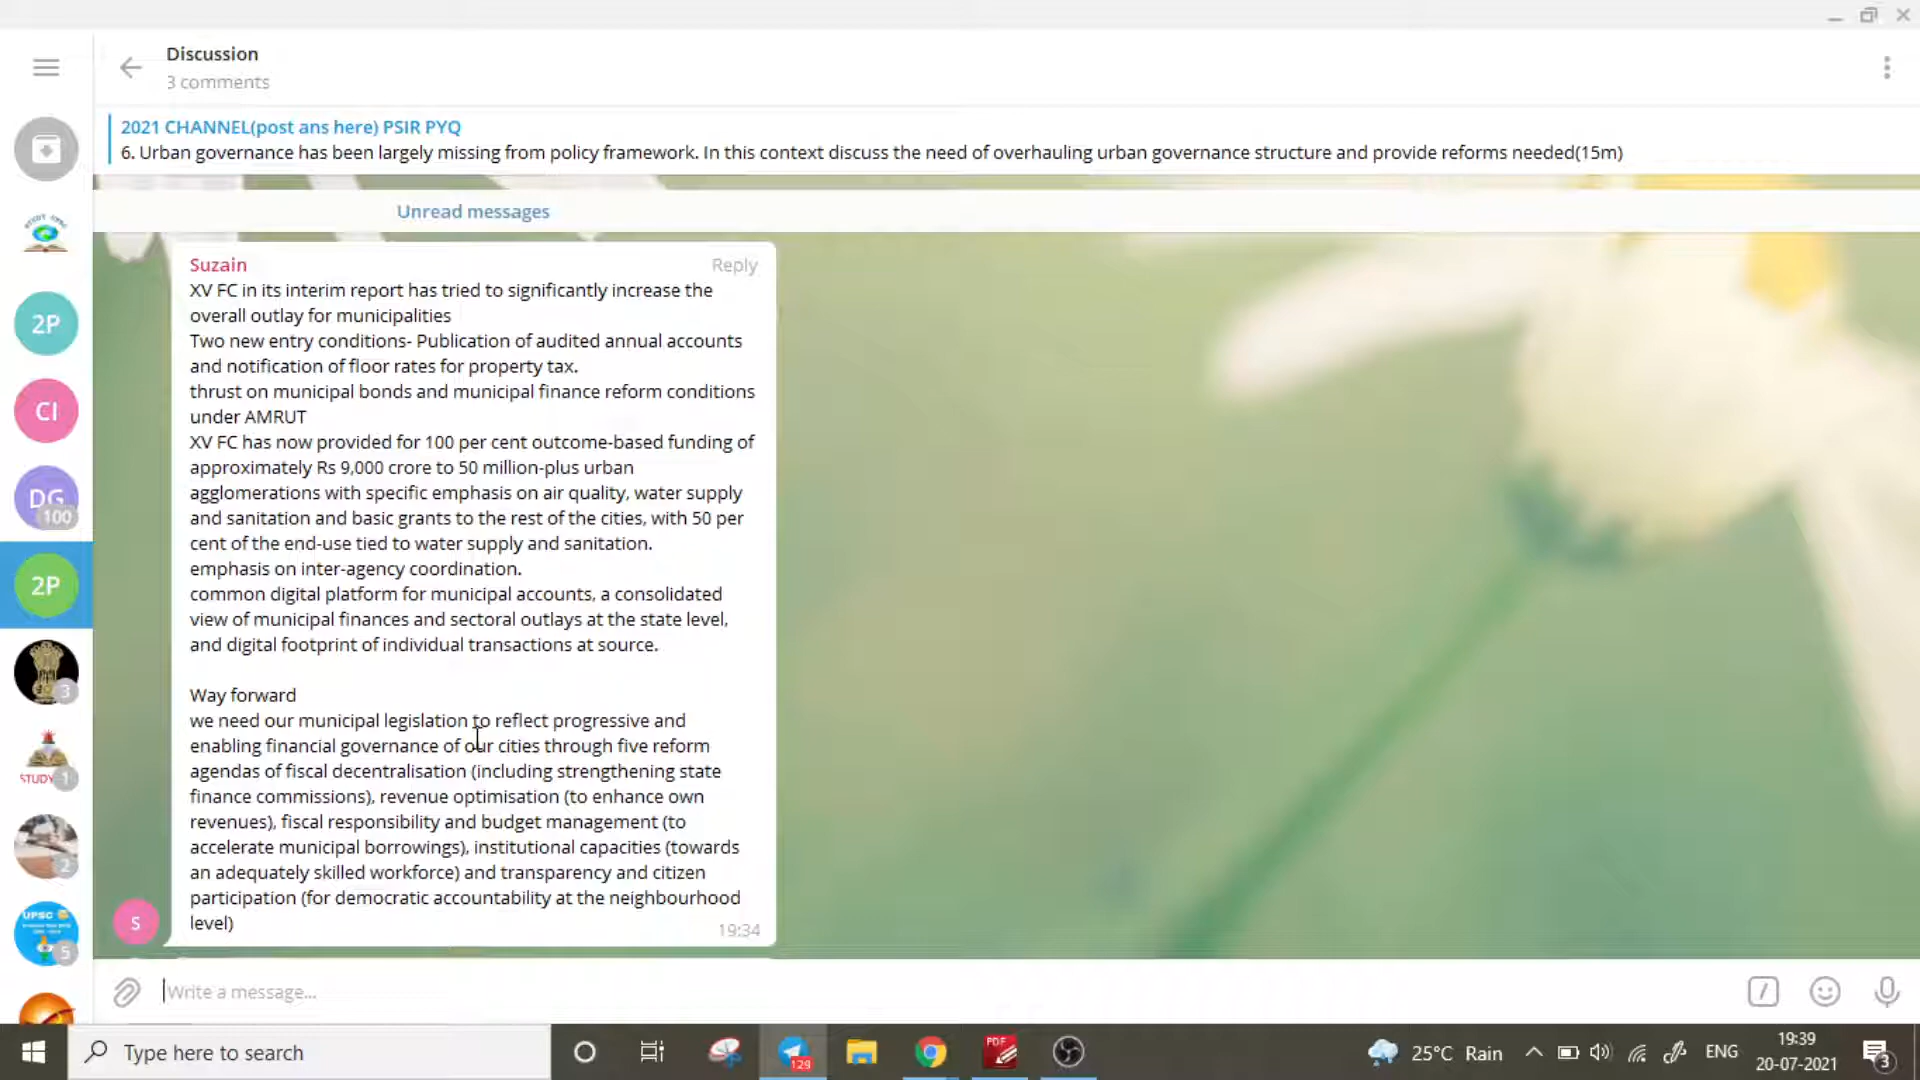 Discussion
3 comments
2021 CHANNEL(post ans here) PSIR PYQ
6. Urban governance has been largely missing from policy framework. In this context discuss the need of overhauling urban governance structure and provide reforms needed(15m)
Unread messages
Suzain
Reply
XV FC in its interim report has tried to significantly increase the
overall outlay for municipalities
Two new entry conditions- Publication of audited annual accounts
and notification of floor rates for property tax.
thrust on municipal bonds and municipal finance reform conditions
under AMRUT
XV FC has now provided for 100 per cent outcome-based funding of
approximately Rs 9,000 crore to 50 million-plus urban
agglomerations with specific emphasis on air quality, water supply
and sanitation and basic grants to the rest of the cities, with 50 per
cent of the end-use tied to water supply and sanitation.
emphasis on inter-agency coordination.
common digital platform for municipal accounts, a consolidated
view of municipal finances and sectoral outlays at the state level,
and digital footprint of individual transactions at source.
Way forward
we need our municipal legislation to reflect progressive and
enabling financial governance of our cities through five reform
agendas of fiscal decentralisation (including strengthening state
finance commissions), revenue optimisation (to enhance own
revenues), fiscal responsibility and budget management (to
accelerate municipal borrowings), institutional capacities (towards
an adequately skilled workforce) and transparency and citizen
participation (for democratic accountability at the neighbourhood
level)
19:34
S
2P
CI
DG
100
2P
3
STUDY
1
2
UPSC
5
Write a message...
Type here to search
129
PDF
25°C Rain
ENG
19:39
20-07-2021
3